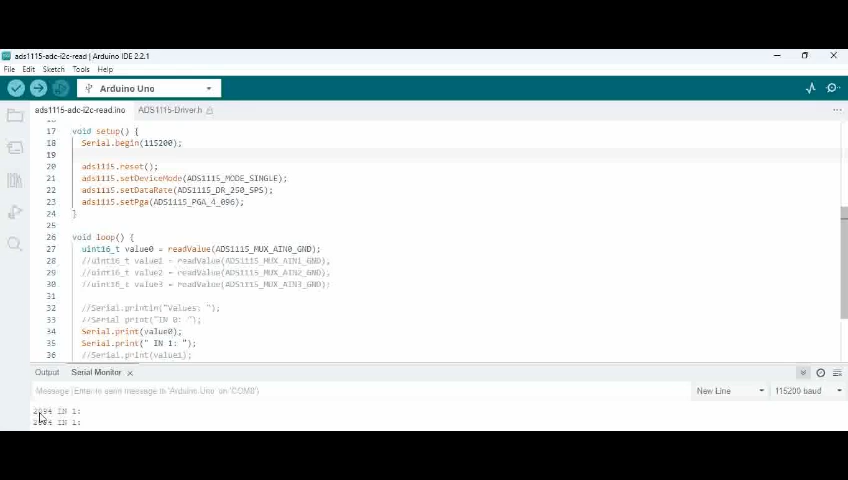 ads1115-adc-i2c-read | Arduino IDE 2.2.1
File Edit Sketch Tools Help
Arduino Uno
ads1115-adc-i2c-read.ino ADS1115-Driver.h
16
17 void setup() {
18 Serial.begin(115200);
19
20 ads1115.reset();
21 ads1115.setDeviceMode(ADS1115_MODE_SINGLE);
22 ads1115.setDataRate(ADS1115_DR_250_SPS);
23 ads1115.setPga(ADS1115_PGA_4_096);
24 }
25
26 void loop() {
27 uint16_t value0 = readValue(ADS1115_MUX_AIN0_GND);
28 //uint16_t value1 = readValue(ADS1115_MUX_AIN1_GND);
29 //uint16_t value2 = readValue(ADS1115_MUX_AIN2_GND);
30 //uint16_t value3 = readValue(ADS1115_MUX_AIN3_GND);
31
32 //Serial.println("Values: ");
33 //Serial.print("IN 0: ");
34 Serial.print(value0);
35 Serial.print(" IN 1: ");
36 //Serial.print(value1);
Output Serial Monitor
Message (Enter to send message to 'Arduino Uno' on 'COM8') New Line 115200 baud
IN 1:
IN 1: